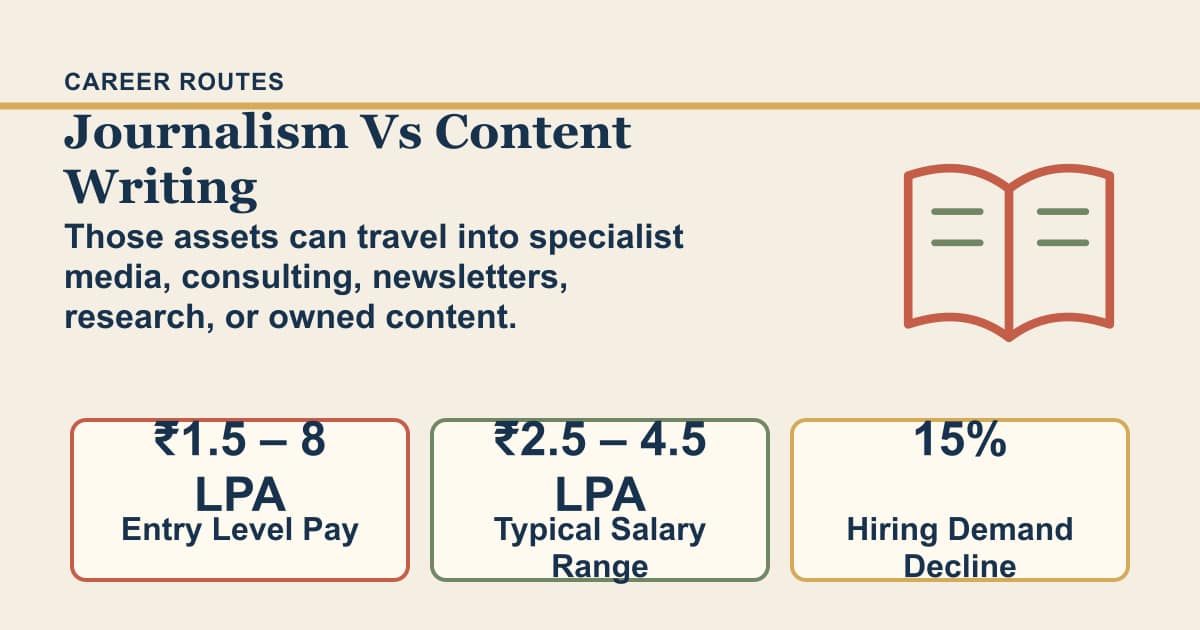 CAREER ROUTES
Journalism Vs Content
Writing
Those assets can travel into specialist
media, consulting, newsletters,
research, or owned content.
₹1.5 – 8
LPA
Entry Level Pay
₹2.5 – 4.5
LPA
Typical Salary
Range
15%
Hiring Demand
Decline